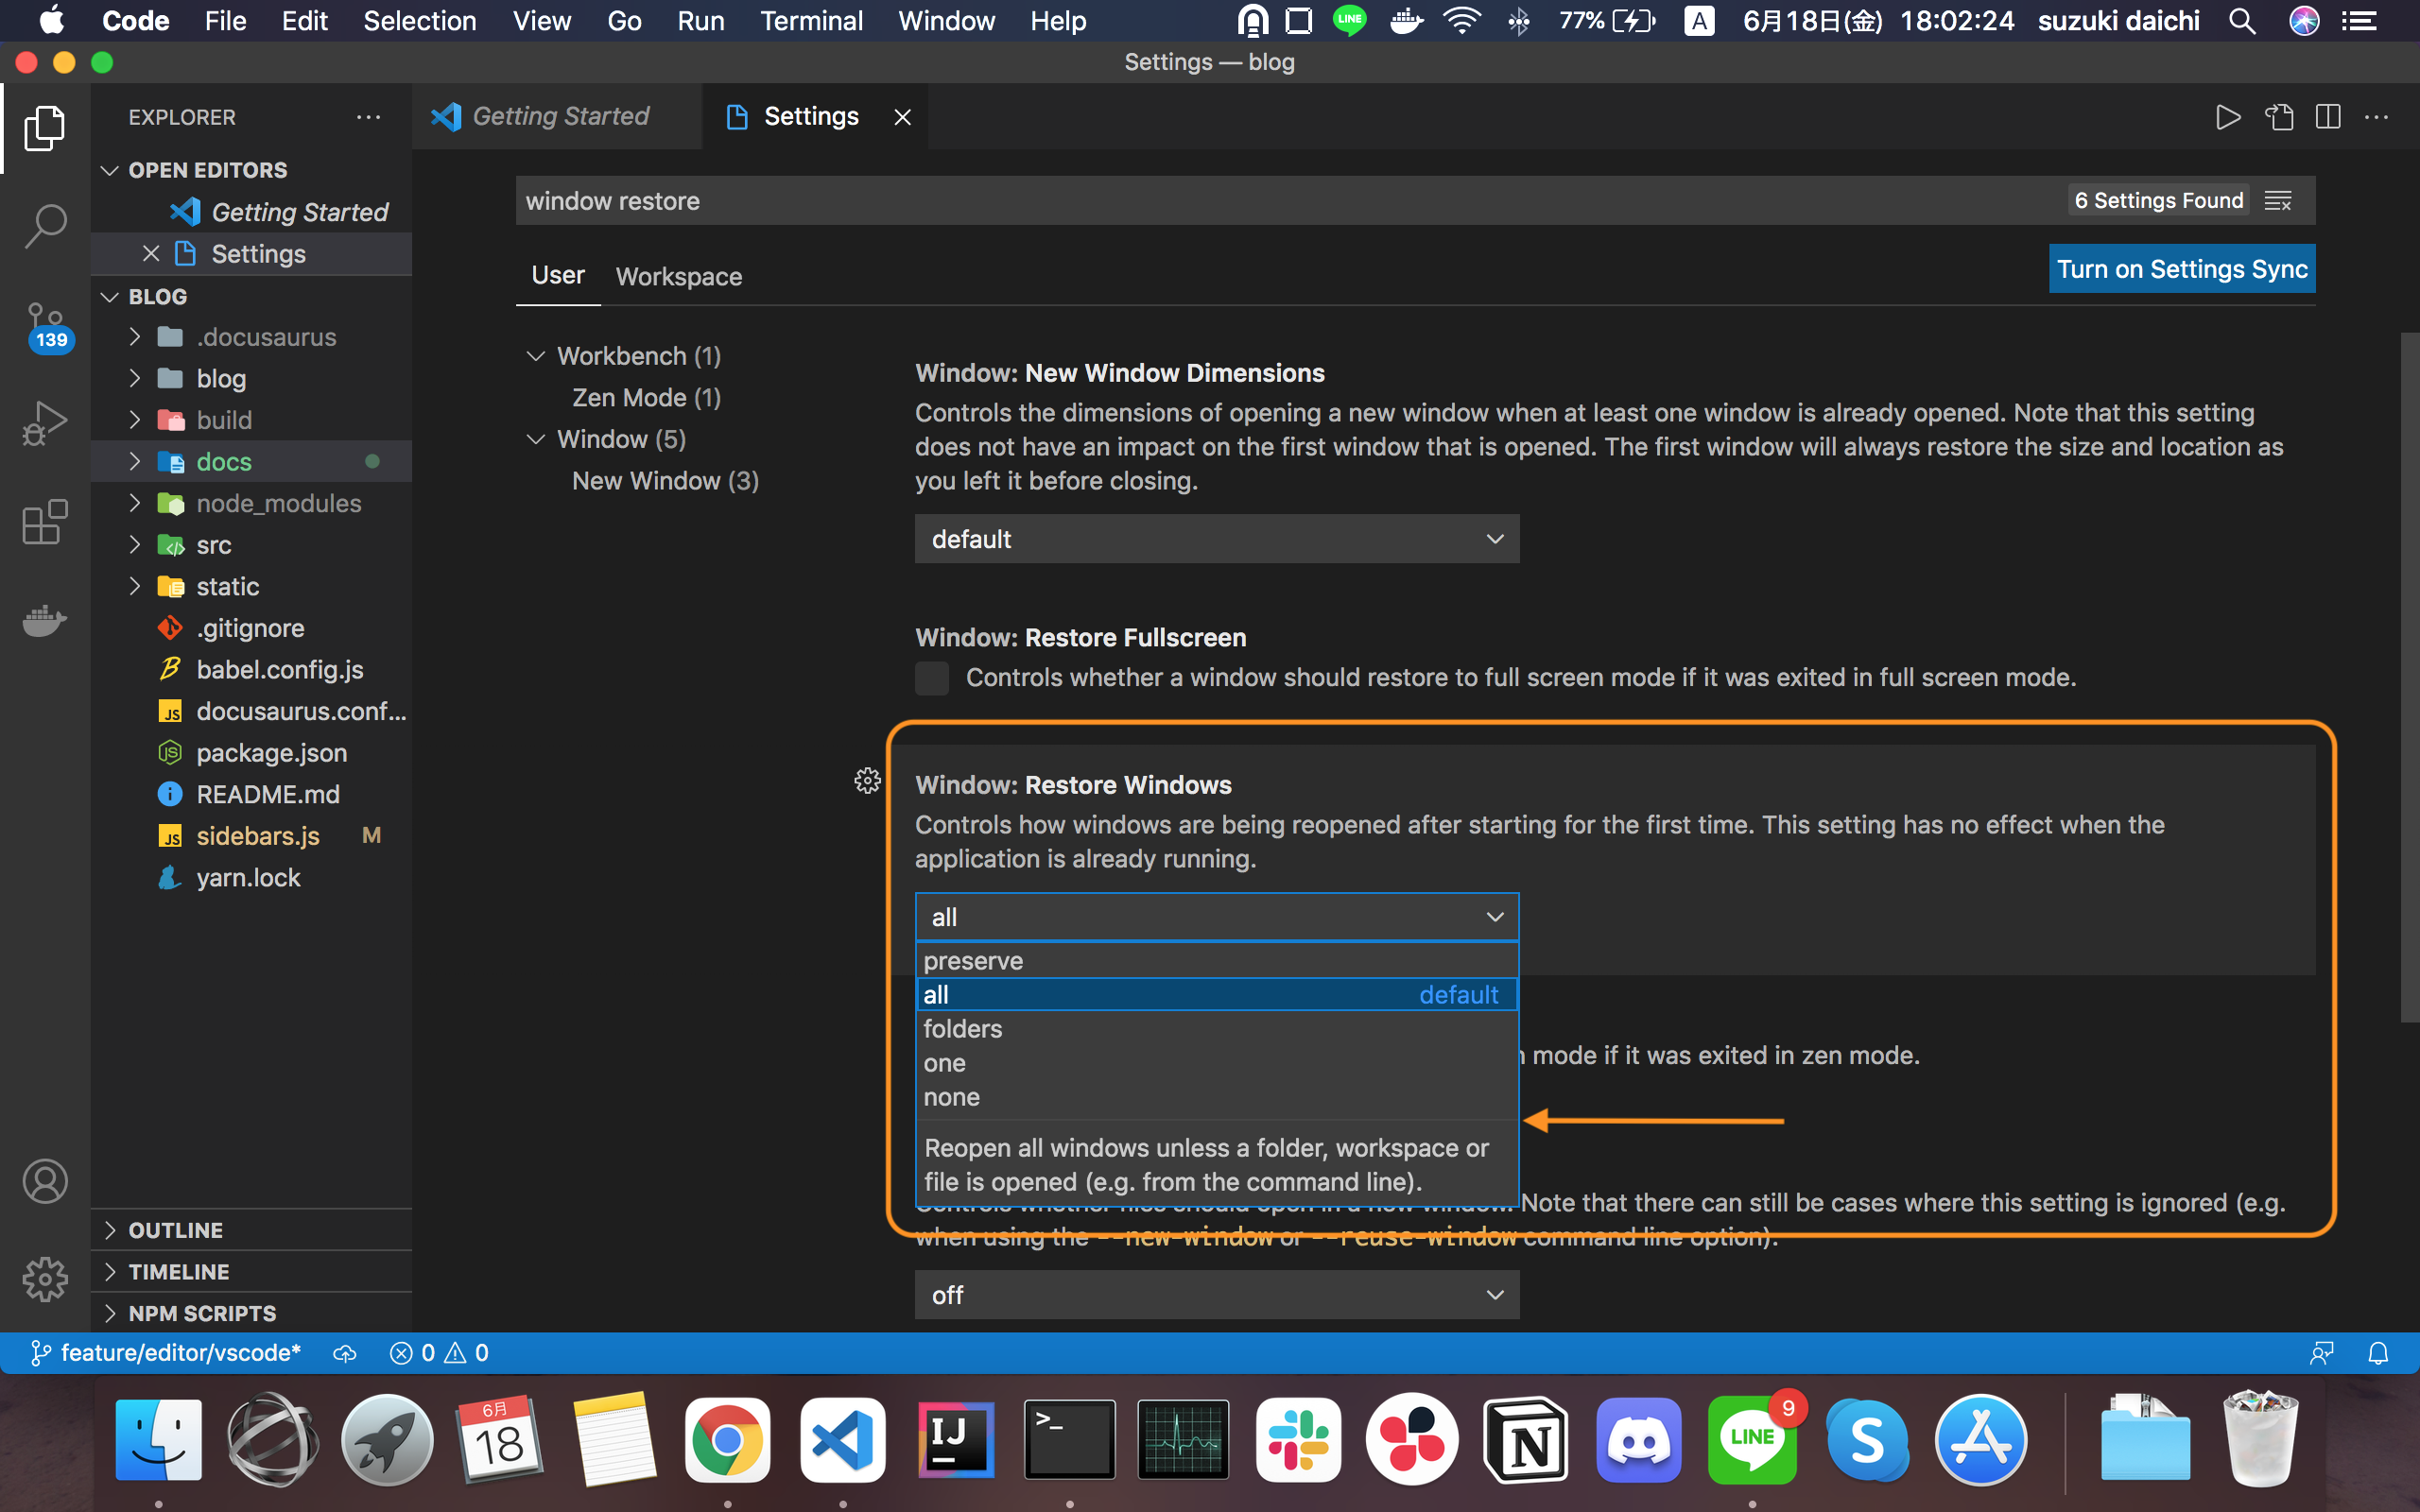 Code File Edit Selection View Go Run Terminal Window Help LINE 77% A 6月18日(金) 18:02:24 suzuki daichi
Settings — blog
EXPLORER
Getting Started
Settings
OPEN EDITORS
Getting Started
Settings
BLOG
.docusaurus
blog
build
docs
node_modules
src
static
.gitignore
babel.config.js
JS docusaurus.conf...
package.json
README.md
JS sidebars.js M
yarn.lock
OUTLINE
TIMELINE
NPM SCRIPTS
139
window restore
6 Settings Found
User
Workspace
Turn on Settings Sync
Workbench (1)
Zen Mode (1)
Window (5)
New Window (3)
Window: New Window Dimensions
Controls the dimensions of opening a new window when at least one window is already opened. Note that this setting
does not have an impact on the first window that is opened. The first window will always restore the size and location as
you left it before closing.
default
Window: Restore Fullscreen
Controls whether a window should restore to full screen mode if it was exited in full screen mode.
Window: Restore Windows
Controls how windows are being reopened after starting for the first time. This setting has no effect when the
application is already running.
all
preserve
all default
folders
one
none
Reopen all windows unless a folder, workspace or
file is opened (e.g. from the command line).
mode if it was exited in zen mode.
Controls whether files should open in a new window. Note that there can still be cases where this setting is ignored (e.g.
when using the --new-window or --reuse-window command line option).
off
feature/editor/vscode* 0 0
6月
18
IJ
>_
N
LINE
9
S